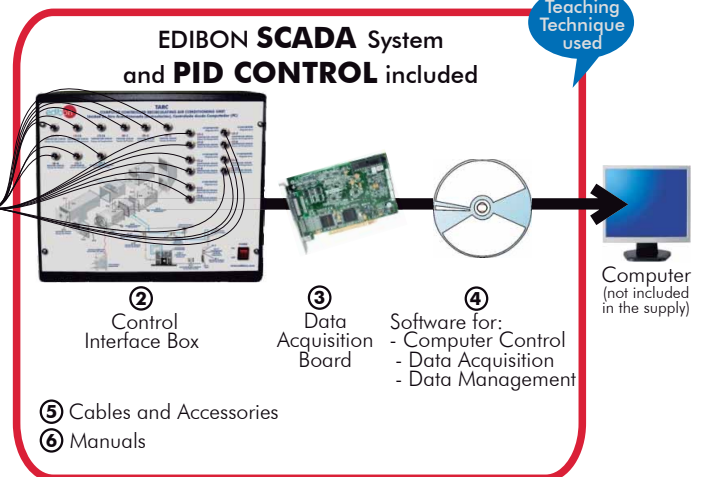 Teaching
Technique
used
EDIBON SCADA System
and PID CONTROL included
TARC
2
Control
Interface Box
3
Data
Acquisition
Board
4
Software for:
- Computer Control
- Data Acquisition
- Data Management
Computer
(not included
in the supply)
5 Cables and Accessories
6 Manuals